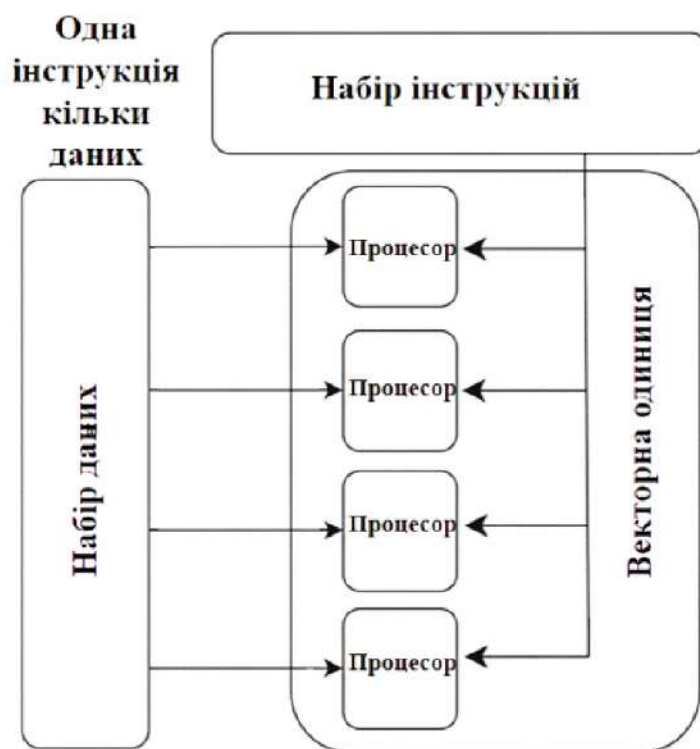 Одна
інструкція
кільки
даних
Набір інструкцій
Процесор
Процесор
Процесор
Процесор
Набір даних
Векторна одиниця